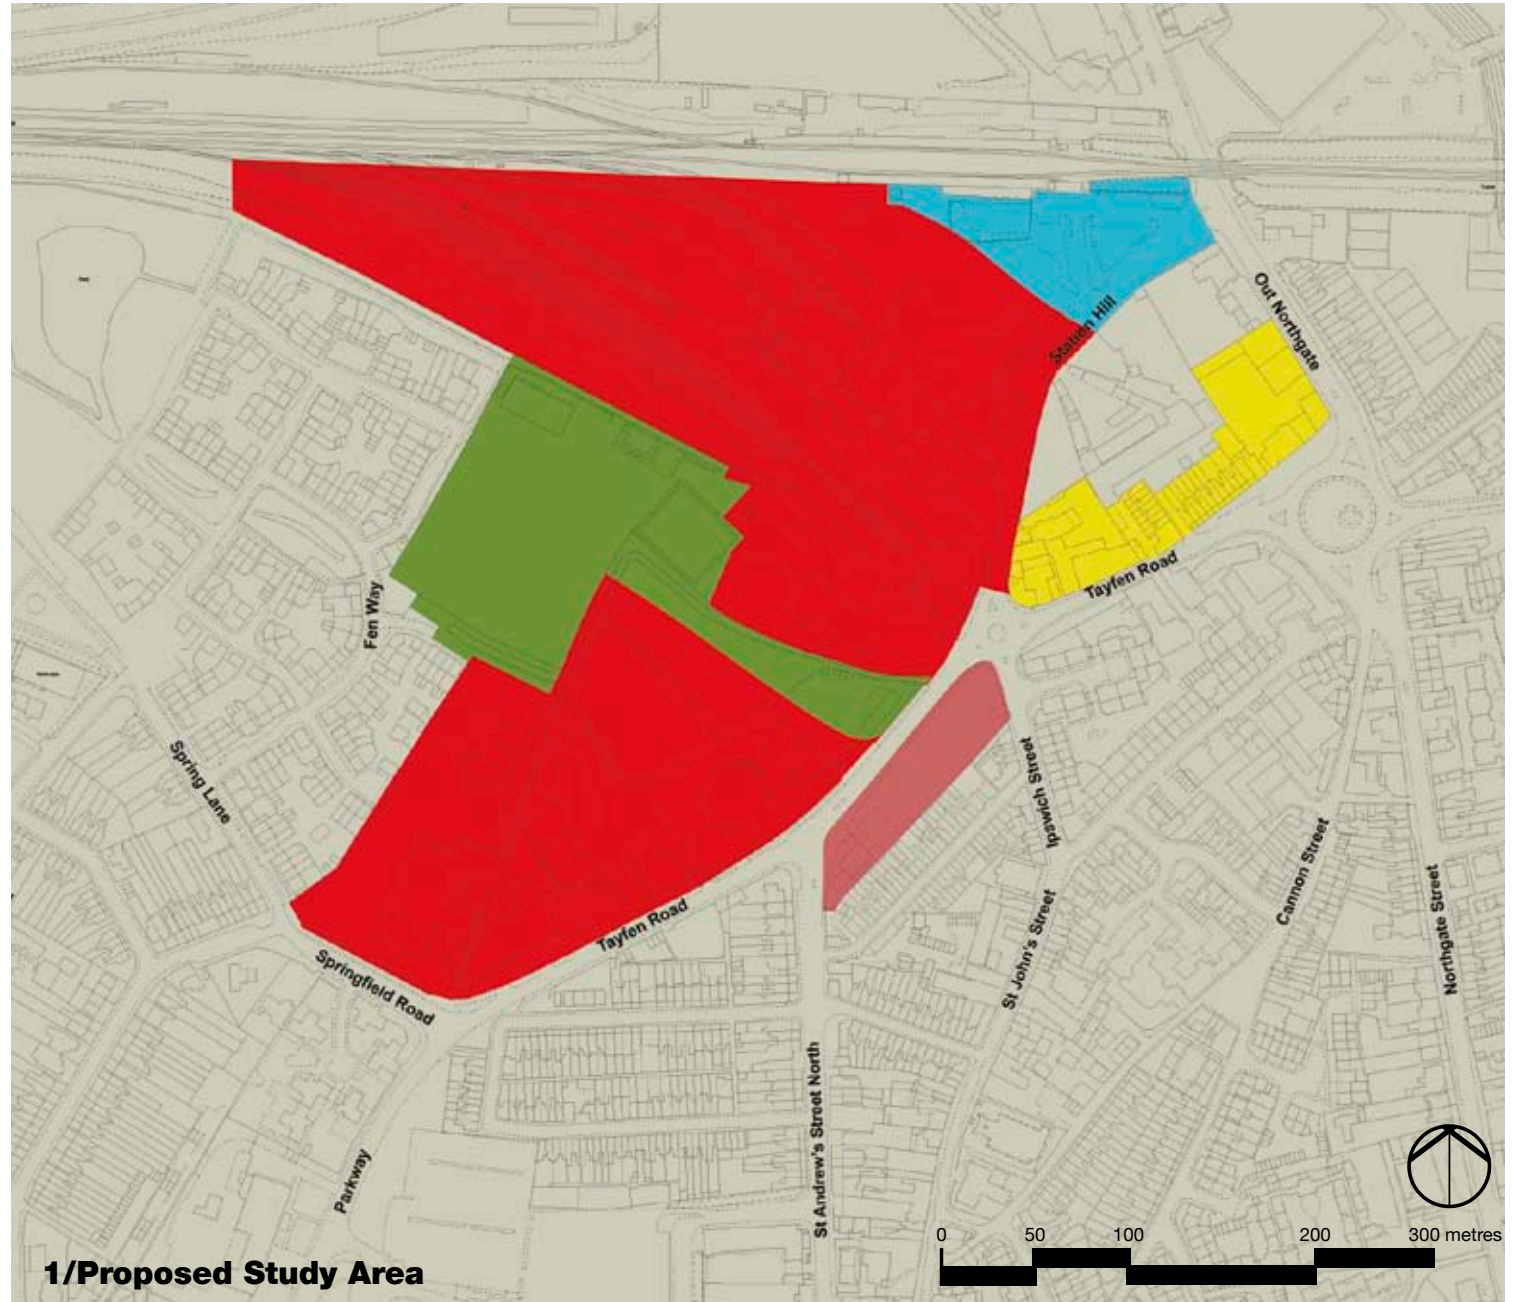 Out Northgate
Station Hill
Tayfen Road
Fen Way
Spring Lane
Ipswich Street
Cannon Street
Northgate Street
St John's Street
Tayfen Road
Springfield Road
St Andrew's Street North
Parkway
0 50 100 200 300 metres
1/Proposed Study Area